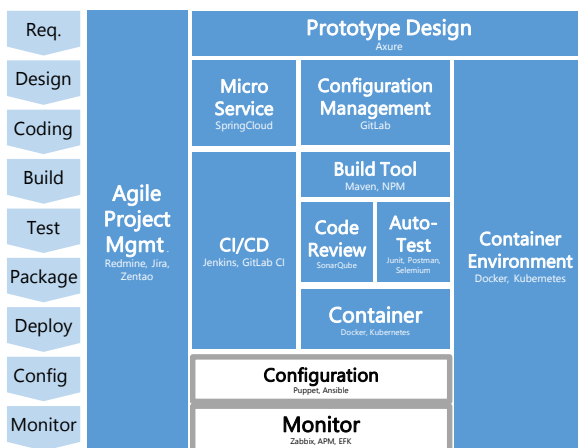 Req.
Design
Coding
Build
Test
Package
Deploy
Config
Monitor
Agile
Project
Mgmt.
Redmine, Jira,
Zentao
Prototype Design
Axure
Micro
Service
SpringCloud
Configuration
Management
GitLab
CI/CD
Jenkins, GitLab CI
Build Tool
Maven, NPM
Code
Review
SonarQube
Auto-
Test
Junit, Postman,
Selemium
Container
Docker, Kubernetes
Container
Environment
Docker, Kubernetes
Configuration
Puppet, Ansible
Monitor
Zabbix, APM, EFK